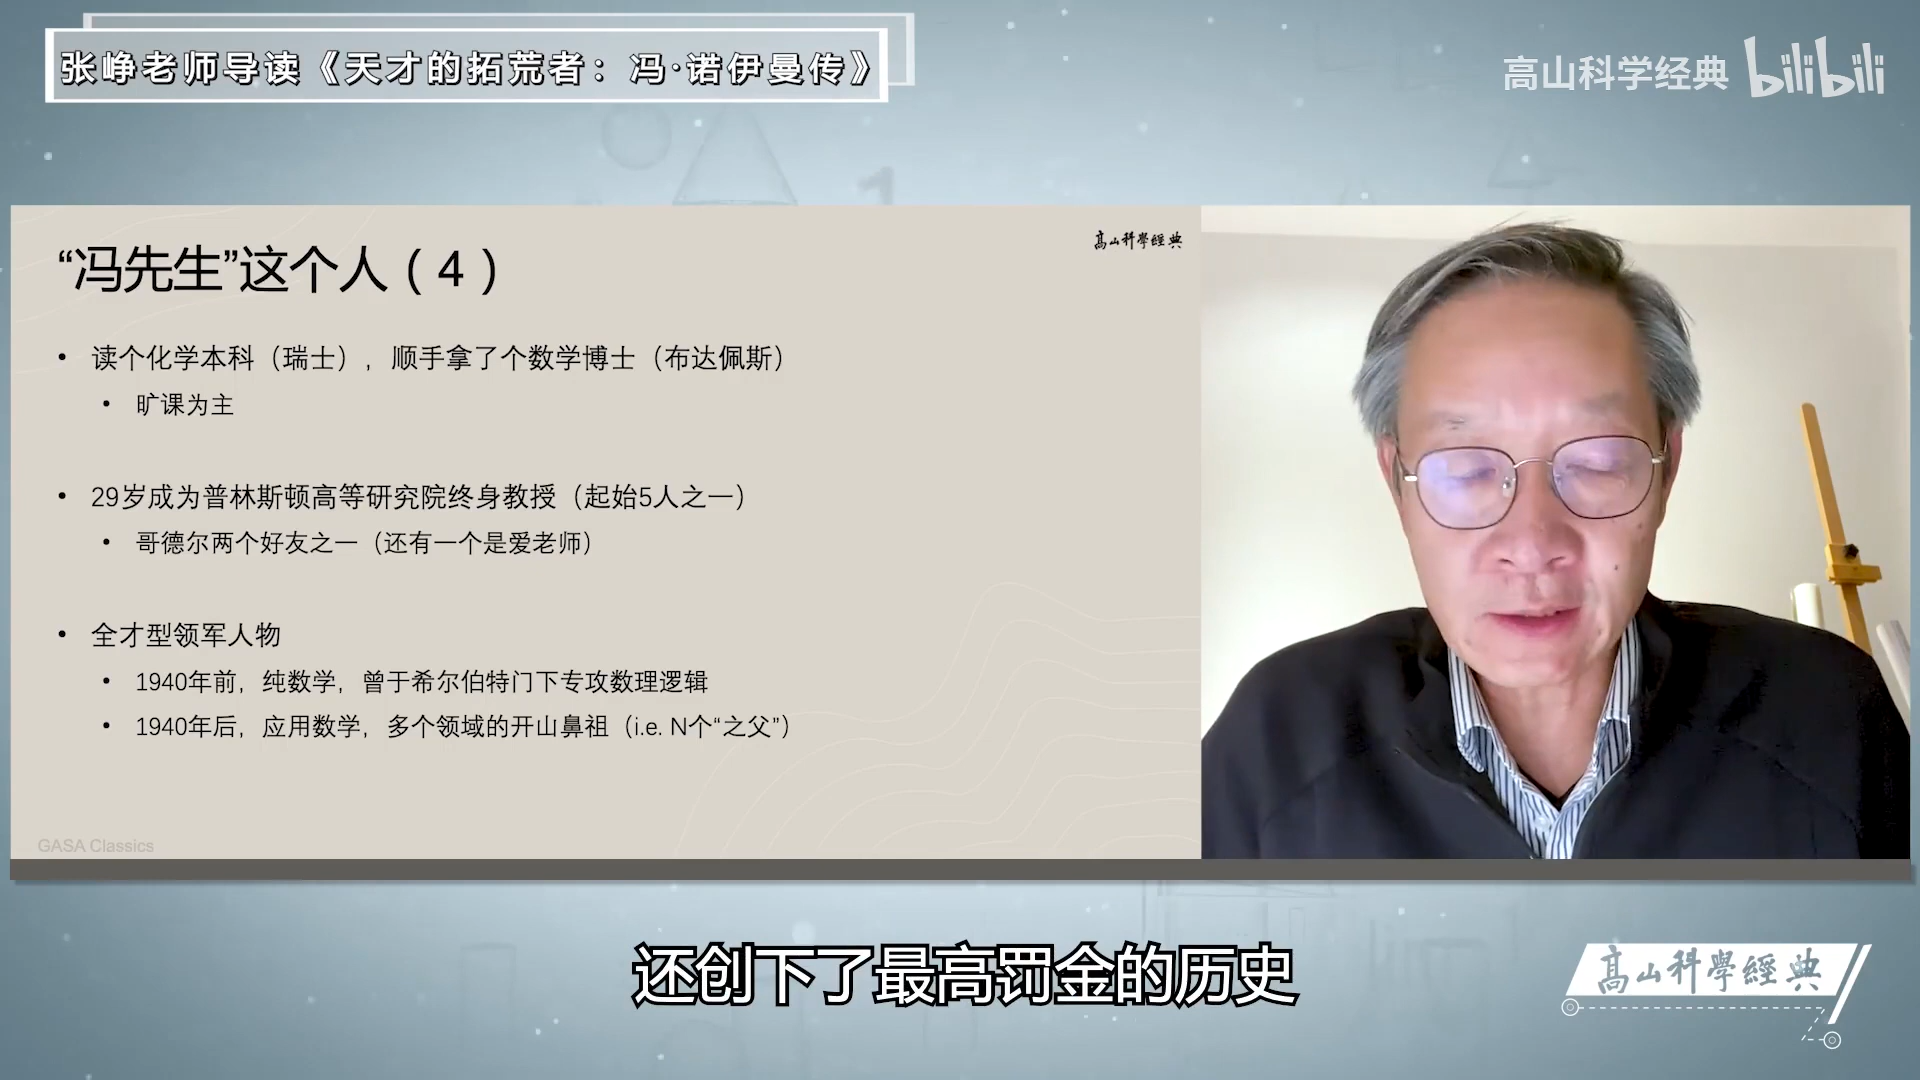 张峥老师导读《天才的拓荒者：冯·诺伊曼传》
高山科学经典 bilibili
高山科學經典
“冯先生”这个人（4）
• 读个化学本科（瑞士），顺手拿了个数学博士（布达佩斯）
• 旷课为主
• 29岁成为普林斯顿高等研究院终身教授（起始5人之一）
• 哥德尔两个好友之一（还有一个是爱老师）
• 全才型领军人物
• 1940年前，纯数学，曾于希尔伯特门下专攻数理逻辑
• 1940年后，应用数学，多个领域的开山鼻祖（i.e. N个“之父”）
GASA Classics
还创下了最高罚金的历史
高山科學經典